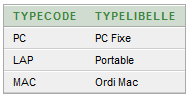 TYPECODE TYPELIBELLE
PC PC Fixe
LAP Portable
MAC Ordi Mac